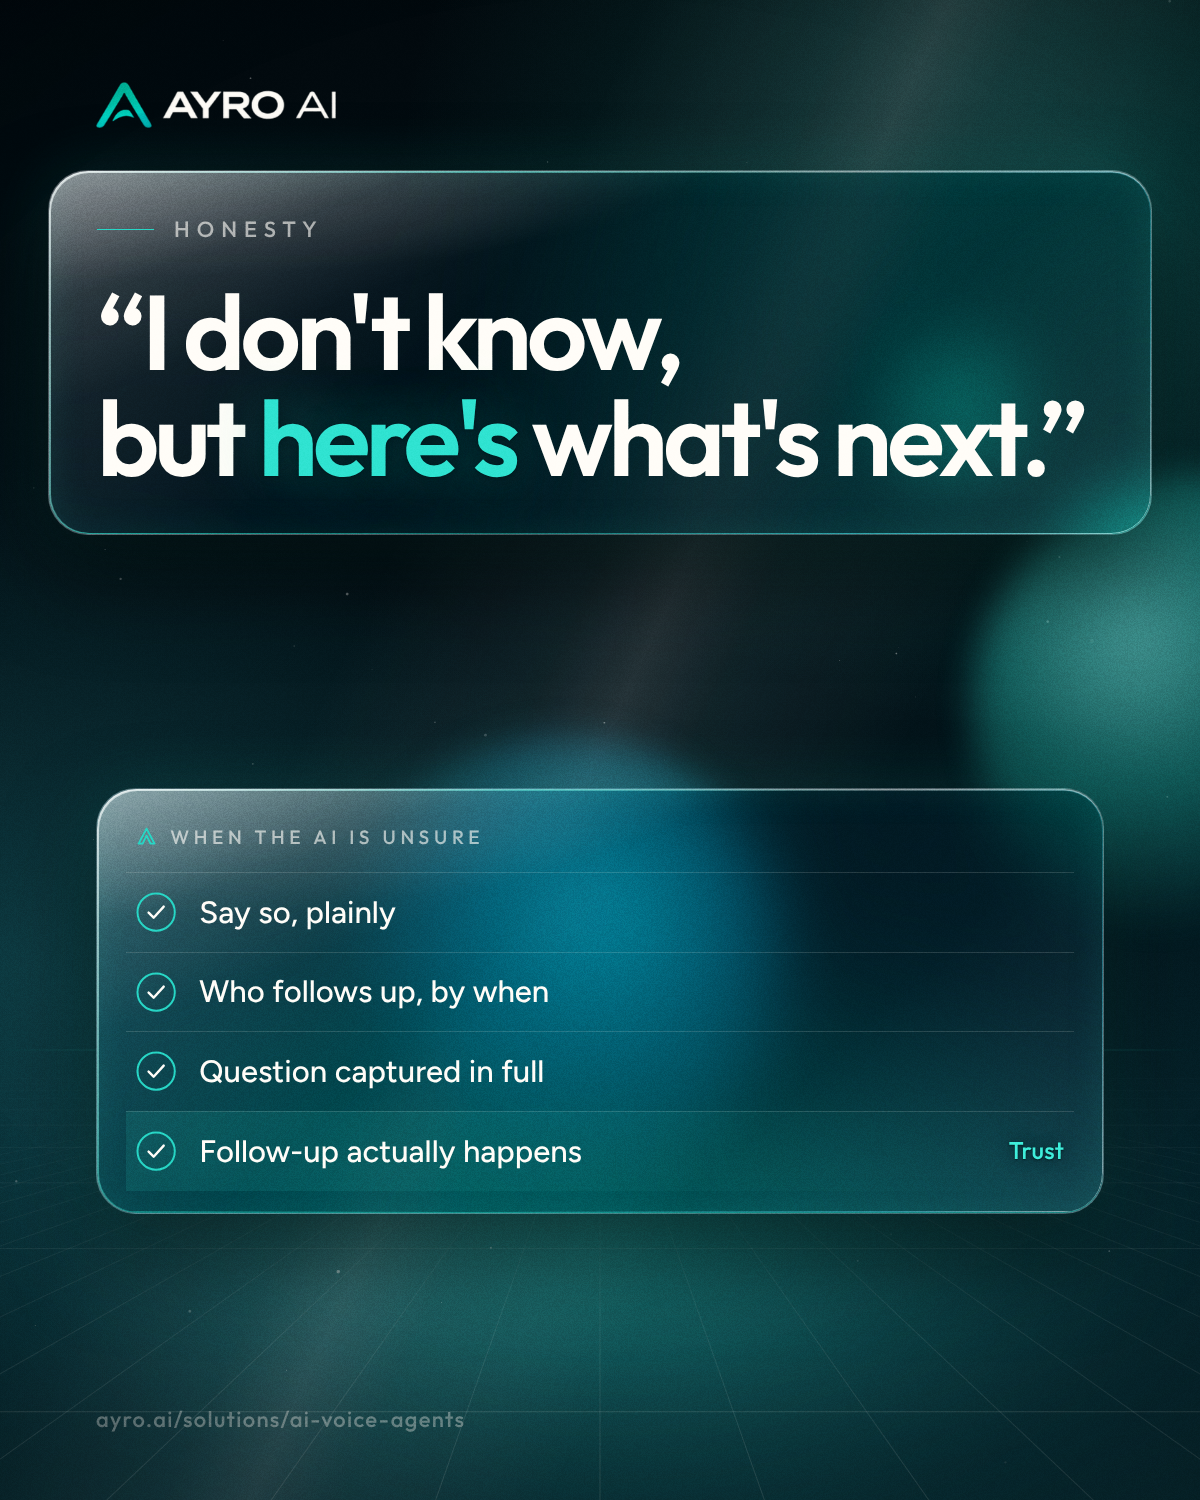 AYRO AI
HONESTY
“I don't know,
but here's what's next.”
WHEN THE AI IS UNSURE
Say so, plainly
Who follows up, by when
Question captured in full
Follow-up actually happens
Trust
ayro.ai/solutions/ai-voice-agents